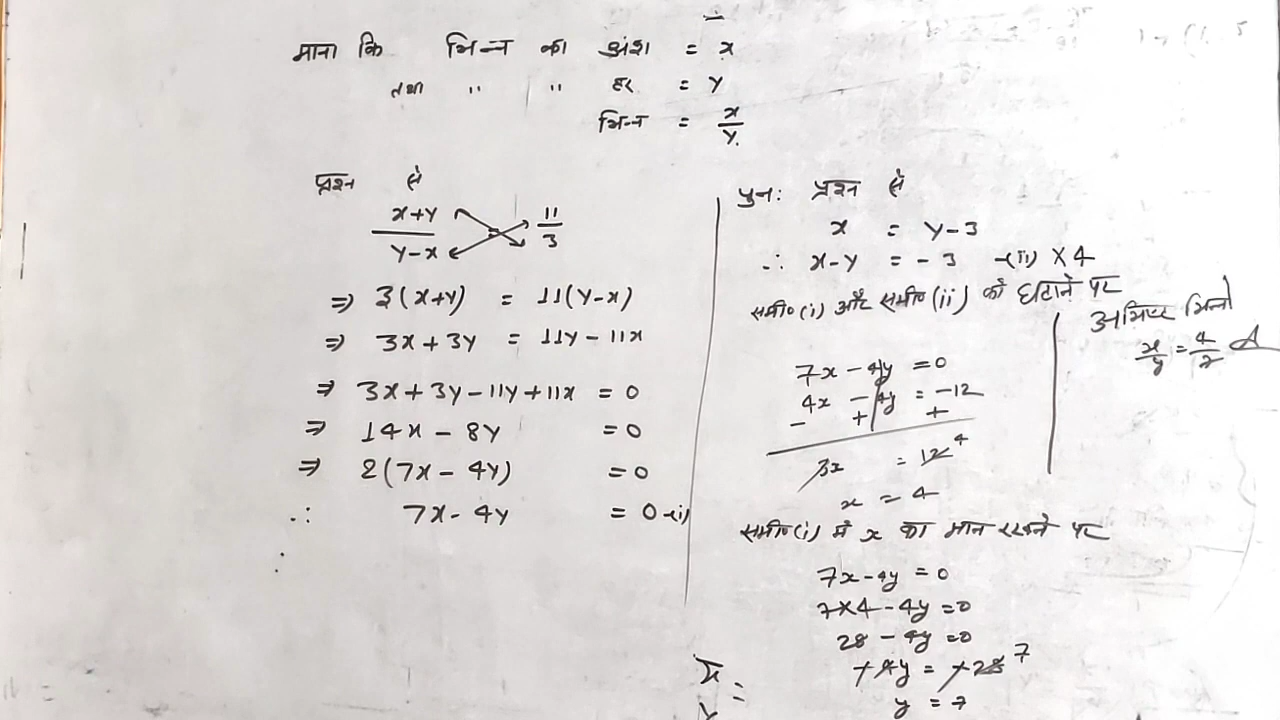 माना कि भिन्न का अंश = x
तथा " " हर = y
भिन्न = x/y
प्रश्न से
x+y / y-x = 11/3
⇒ 3(x+y) = 11(y-x)
⇒ 3x+3y = 11y-11x
⇒ 3x+3y-11y+11x = 0
⇒ 14x-8y = 0
⇒ 2(7x-4y) = 0
∴ 7x-4y = 0 -(i)
पुनः प्रश्न से
x = y-3
∴ x-y = -3 -(ii) ×4
समी०(i) और समी०(ii) को घटाने पर
7x-4y = 0
4x-4y = -12
- + +
3x = 12 4
x = 4
समी०(i) में x का मान रखने पर
7x-4y = 0
7×4-4y = 0
28-4y = 0
+4y = +28 7
y = 7
x/y =
x/y = 4/7